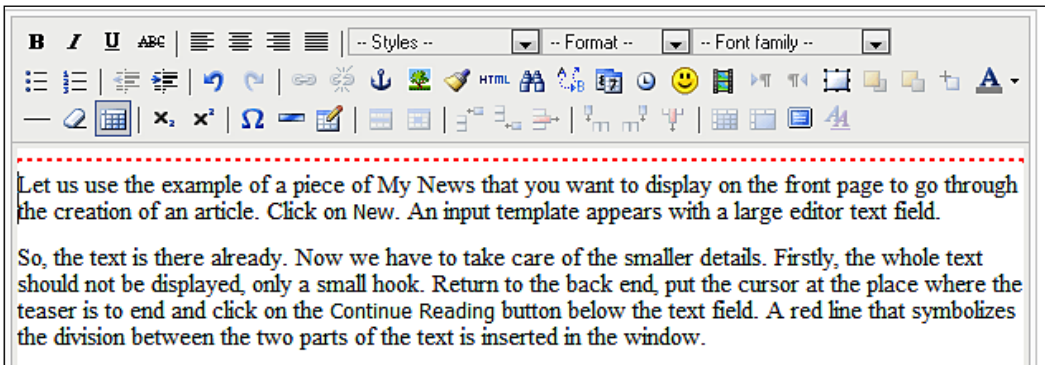 B I U ABC -- Styles -- -- Format -- -- Font family --
HTML A
Let us use the example of a piece of My News that you want to display on the front page to go through
the creation of an article. Click on New. An input template appears with a large editor text field.
So, the text is there already. Now we have to take care of the smaller details. Firstly, the whole text
should not be displayed, only a small hook. Return to the back end, put the cursor at the place where the
teaser is to end and click on the Continue Reading button below the text field. A red line that symbolizes
the division between the two parts of the text is inserted in the window.